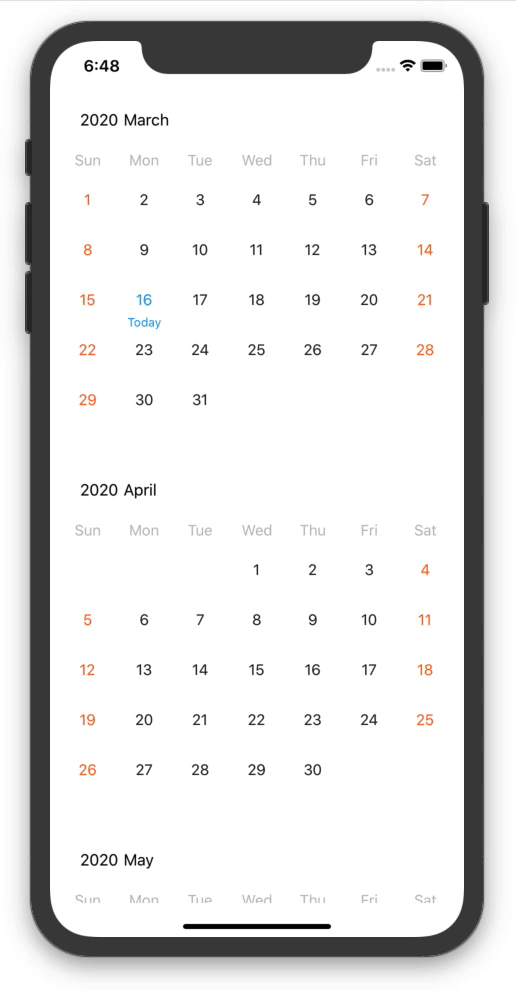 6:48
2020 March
Sun Mon Tue Wed Thu Fri Sat
1 2 3 4 5 6 7
8 9 10 11 12 13 14
15 16 17 18 19 20 21
Today
22 23 24 25 26 27 28
29 30 31
2020 April
Sun Mon Tue Wed Thu Fri Sat
1 2 3 4
5 6 7 8 9 10 11
12 13 14 15 16 17 18
19 20 21 22 23 24 25
26 27 28 29 30
2020 May
Sun Mon Tue Wed Thu Fri Sat